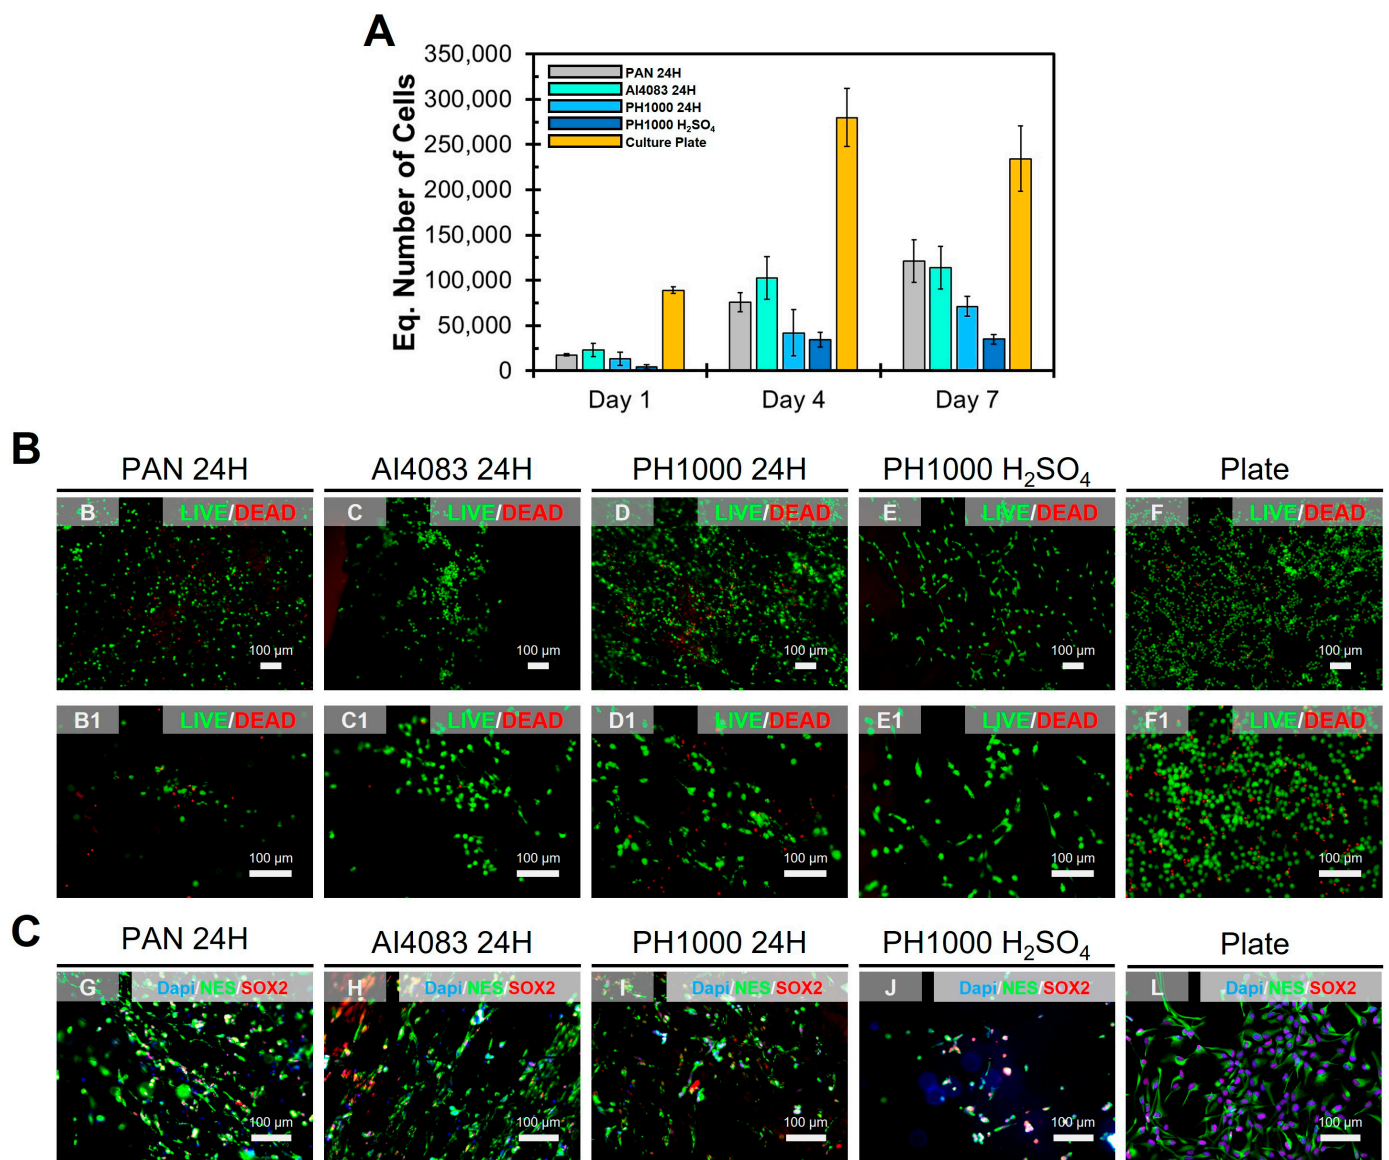 A
350,000
300,000
250,000
200,000
150,000
100,000
50,000
0
Eq. Number of Cells
PAN 24H
AI4083 24H
PH1000 24H
PH1000 H₂SO₄
Culture Plate
Day 1 Day 4 Day 7
B
PAN 24H AI4083 24H PH1000 24H PH1000 H₂SO₄ Plate
B LIVE/DEAD C LIVE/DEAD D LIVE/DEAD E LIVE/DEAD F LIVE/DEAD
100 µm 100 µm 100 µm 100 µm 100 µm
B1 LIVE/DEAD C1 LIVE/DEAD D1 LIVE/DEAD E1 LIVE/DEAD F1 LIVE/DEAD
100 µm 100 µm 100 µm 100 µm 100 µm
C
PAN 24H AI4083 24H PH1000 24H PH1000 H₂SO₄ Plate
G Dapi/NES/SOX2 H Dapi/NES/SOX2 I Dapi/NES/SOX2 J Dapi/NES/SOX2 L Dapi/NES/SOX2
100 µm 100 µm 100 µm 100 µm 100 µm